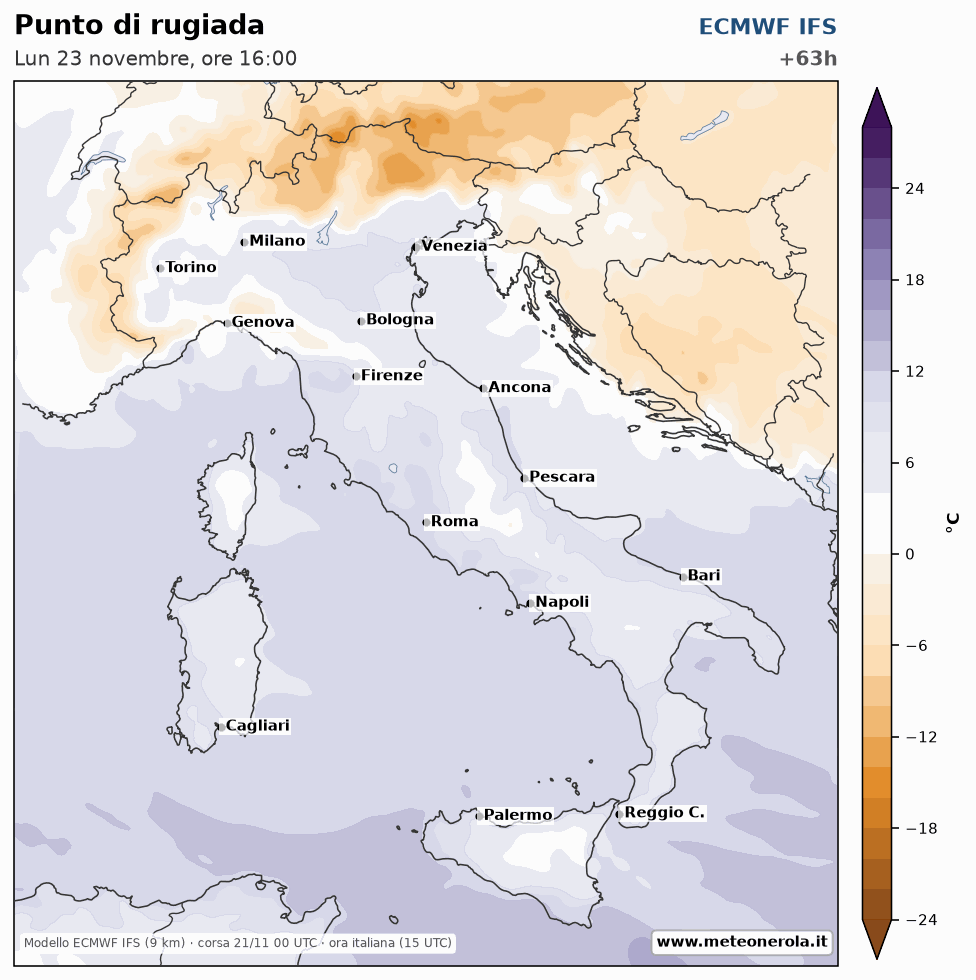 Punto di rugiada
ECMWF IFS
Lun 23 novembre, ore 16:00
+63h
Milano
Venezia
Torino
Genova
Bologna
Firenze
Ancona
Pescara
Roma
Bari
Napoli
Cagliari
Palermo
Reggio C.
24
18
12
6
0
−6
−12
−18
−24
°C
Modello ECMWF IFS (9 km) · corsa 21/11 00 UTC · ora italiana (15 UTC)
www.meteonerola.it